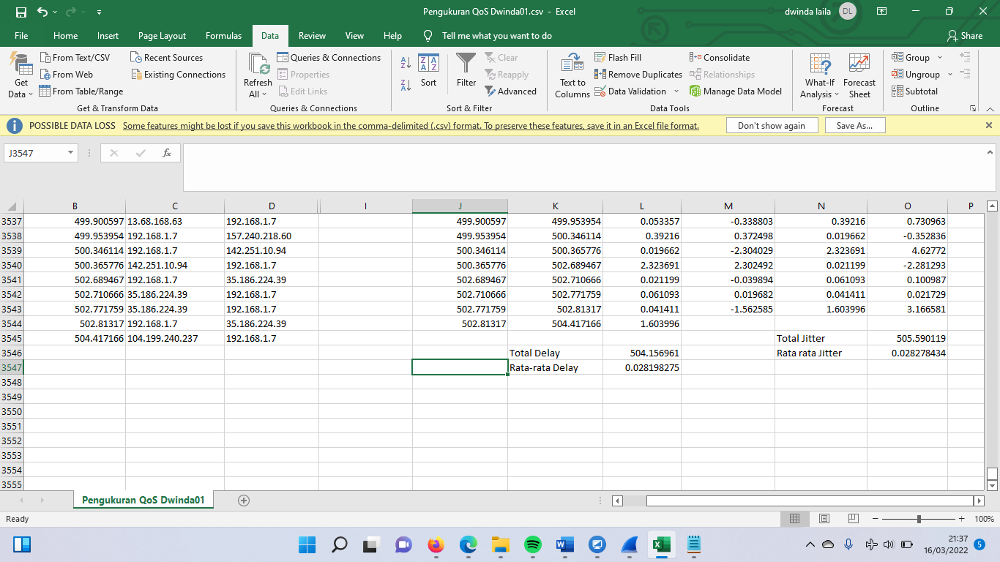 Pengukuran QoS Dwinda01.csv - Excel
dwinda laila DL
File Home Insert Page Layout Formulas Data Review View Help Tell me what you want to do Share
Get Data
From Text/CSV
From Web
From Table/Range
Recent Sources
Existing Connections
Get & Transform Data
Refresh All
Queries & Connections
Properties
Edit Links
Queries & Connections
Sort
Filter
Clear
Reapply
Advanced
Sort & Filter
Text to Columns
Flash Fill
Remove Duplicates
Data Validation
Consolidate
Relationships
Manage Data Model
Data Tools
What-If Analysis
Forecast Sheet
Forecast
Group
Ungroup
Subtotal
Outline
POSSIBLE DATA LOSS Some features might be lost if you save this workbook in the comma-delimited (.csv) format. To preserve these features, save it in an Excel file format. Don't show again Save As...
J3547 fx
B C D I J K L M N O P
3537 499.900597 13.68.168.63 192.168.1.7 499.900597 499.953954 0.053357 -0.338803 0.39216 0.730963
3538 499.953954 192.168.1.7 157.240.218.60 499.953954 500.346114 0.39216 0.372498 0.019662 -0.352836
3539 500.346114 192.168.1.7 142.251.10.94 500.346114 500.365776 0.019662 -2.304029 2.323691 4.62772
3540 500.365776 142.251.10.94 192.168.1.7 500.365776 502.689467 2.323691 2.302492 0.021199 -2.281293
3541 502.689467 192.168.1.7 35.186.224.39 502.689467 502.710666 0.021199 -0.039894 0.061093 0.100987
3542 502.710666 35.186.224.39 192.168.1.7 502.710666 502.771759 0.061093 0.019682 0.041411 0.021729
3543 502.771759 35.186.224.39 192.168.1.7 502.771759 502.81317 0.041411 -1.562585 1.603996 3.166581
3544 502.81317 192.168.1.7 35.186.224.39 502.81317 504.417166 1.603996
3545 504.417166 104.199.240.237 192.168.1.7 Total Jitter 505.590119
3546 Total Delay 504.156961 Rata rata Jitter 0.028278434
3547 Rata-rata Delay 0.028198275
3548
3549
3550
3551
3552
3553
3554
3555
Pengukuran QoS Dwinda01
Ready 100%
21:37
16/03/2022 5